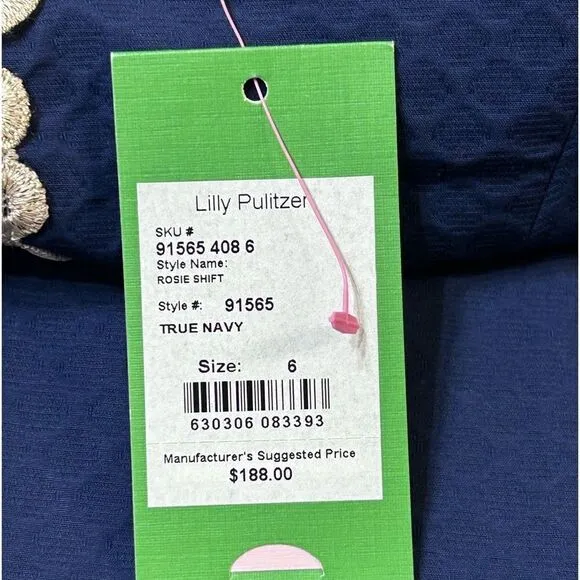 Lilly Pulitzer
SKU #
91565 408 6
Style Name:
ROSIE SHIFT
Style #: 91565
TRUE NAVY
Size: 6
630306 083393
Manufacturer's Suggested Price
$188.00